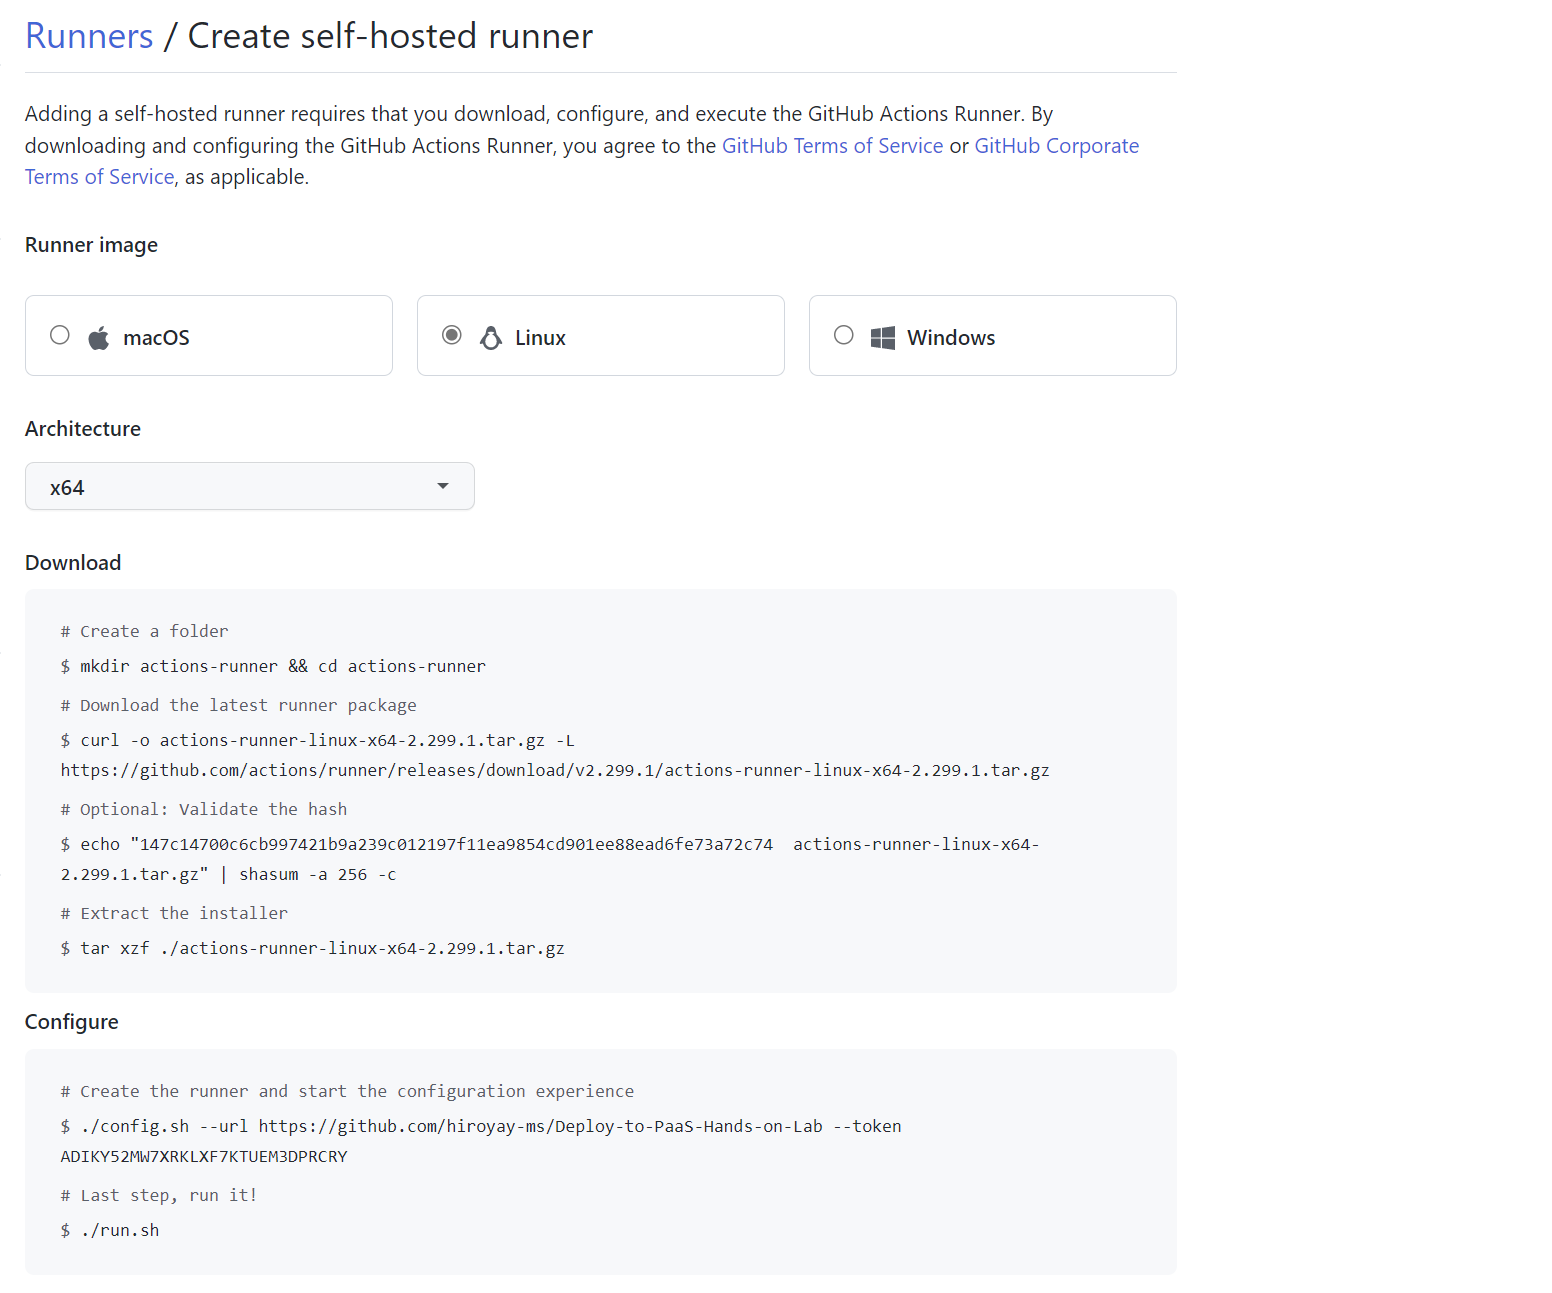 Runners / Create self-hosted runner
Adding a self-hosted runner requires that you download, configure, and execute the GitHub Actions Runner. By
downloading and configuring the GitHub Actions Runner, you agree to the GitHub Terms of Service or GitHub Corporate
Terms of Service, as applicable.
Runner image
macOS
Linux
Windows
Architecture
x64
Download
# Create a folder
$ mkdir actions-runner && cd actions-runner
# Download the latest runner package
$ curl -o actions-runner-linux-x64-2.299.1.tar.gz -L
https://github.com/actions/runner/releases/download/v2.299.1/actions-runner-linux-x64-2.299.1.tar.gz
# Optional: Validate the hash
$ echo "147c14700c6cb997421b9a239c012197f11ea9854cd901ee88ead6fe73a72c74  actions-runner-linux-x64-
2.299.1.tar.gz" | shasum -a 256 -c
# Extract the installer
$ tar xzf ./actions-runner-linux-x64-2.299.1.tar.gz
Configure
# Create the runner and start the configuration experience
$ ./config.sh --url https://github.com/hiroyay-ms/Deploy-to-PaaS-Hands-on-Lab --token
ADIKY52MW7XRKLXF7KTUEM3DPRCRY
# Last step, run it!
$ ./run.sh